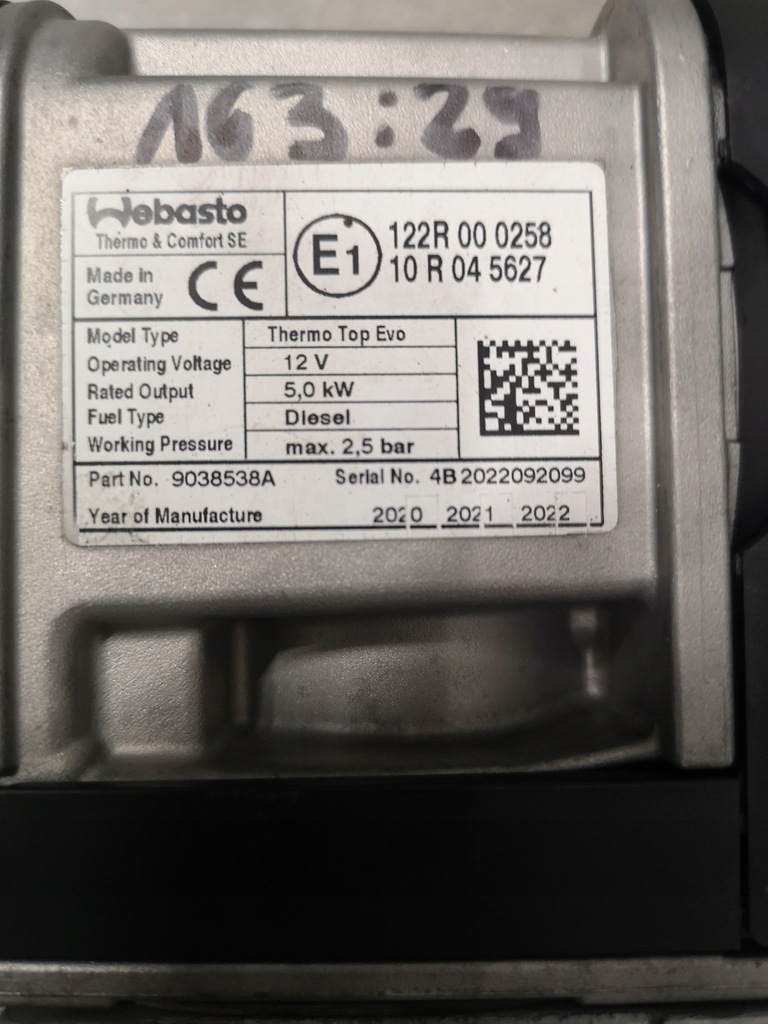 163:29
Webasto
Thermo & Comfort SE
Made in
Germany
CE
E1
122R 00 0258
10 R 04 5627
Model Type Thermo Top Evo
Operating Voltage 12 V
Rated Output 5,0 kW
Fuel Type Diesel
Working Pressure max. 2,5 bar
Part No. 9038538A Serial No. 4B2022092099
Year of Manufacture 2020 2021 2022